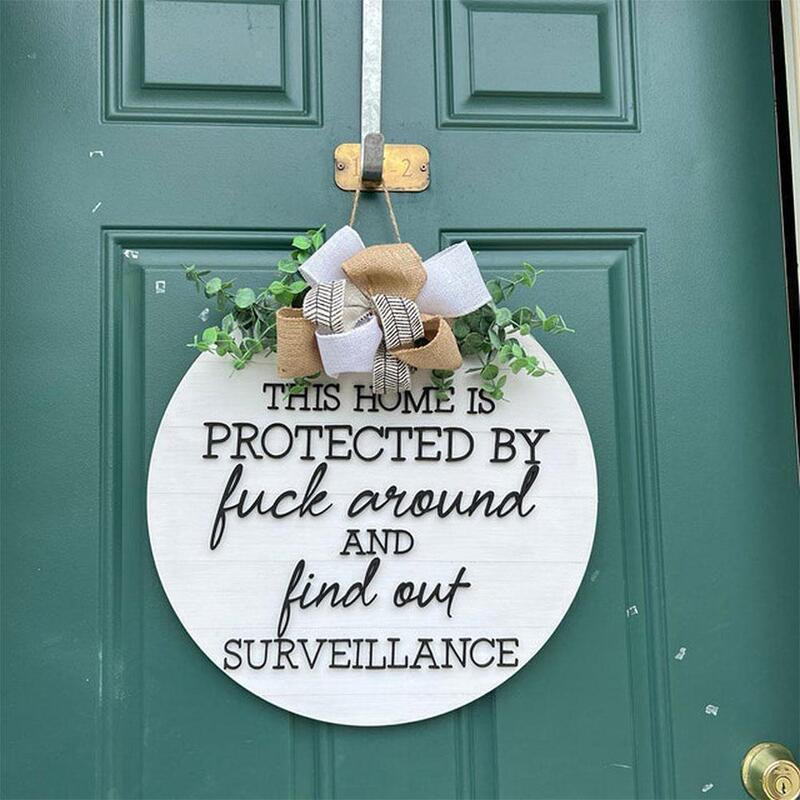 THIS HOME IS
PROTECTED BY
fuck around
AND
find out
SURVEILLANCE